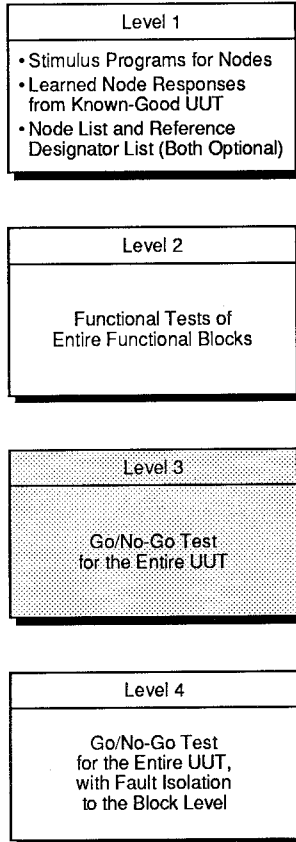 Level 1
• Stimulus Programs for Nodes
• Learned Node Responses
from Known-Good UUT
• Node List and Reference
Designator List (Both Optional)
Level 2
Functional Tests of
Entire Functional Blocks
Level 3
Go/No-Go Test
for the Entire UUT
Level 4
Go/No-Go Test
for the Entire UUT,
with Fault Isolation
to the Block Level